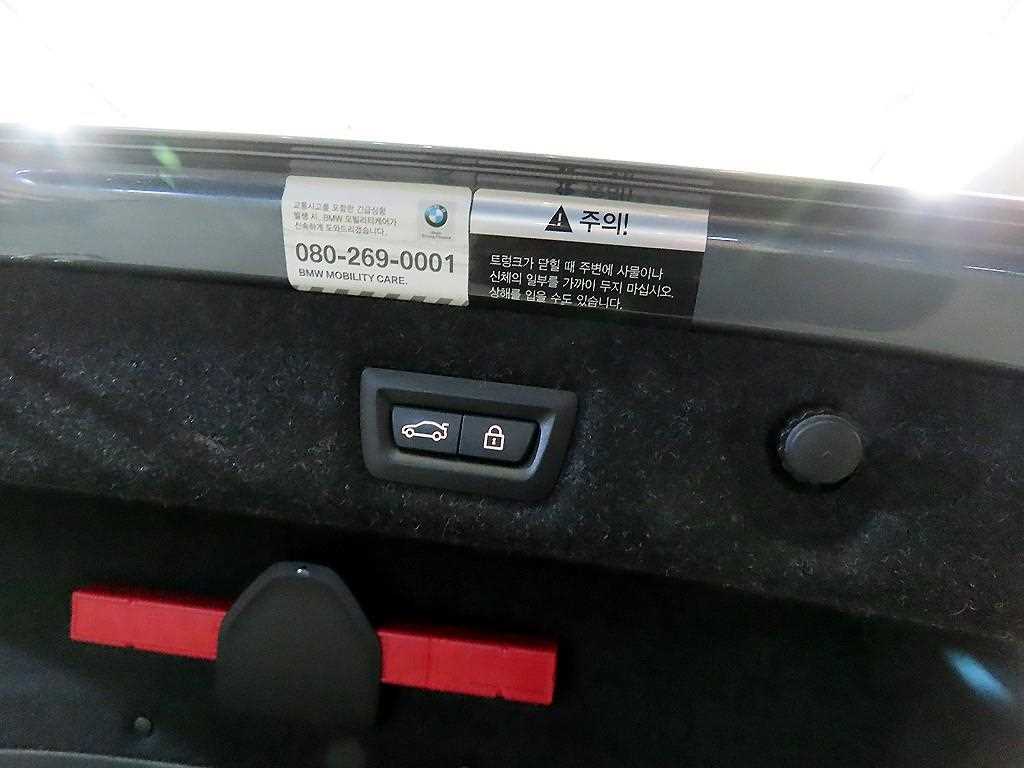 교통사고를 포함한 긴급상황
발생 시, BMW 모빌리티케어가
신속하게 도와드리겠습니다.
080-269-0001
BMW MOBILITY CARE.
주의!
트렁크가 닫힐 때 주변에 사물이나
신체의 일부를 가까이 두지 마십시오.
상해를 입을 수도 있습니다.